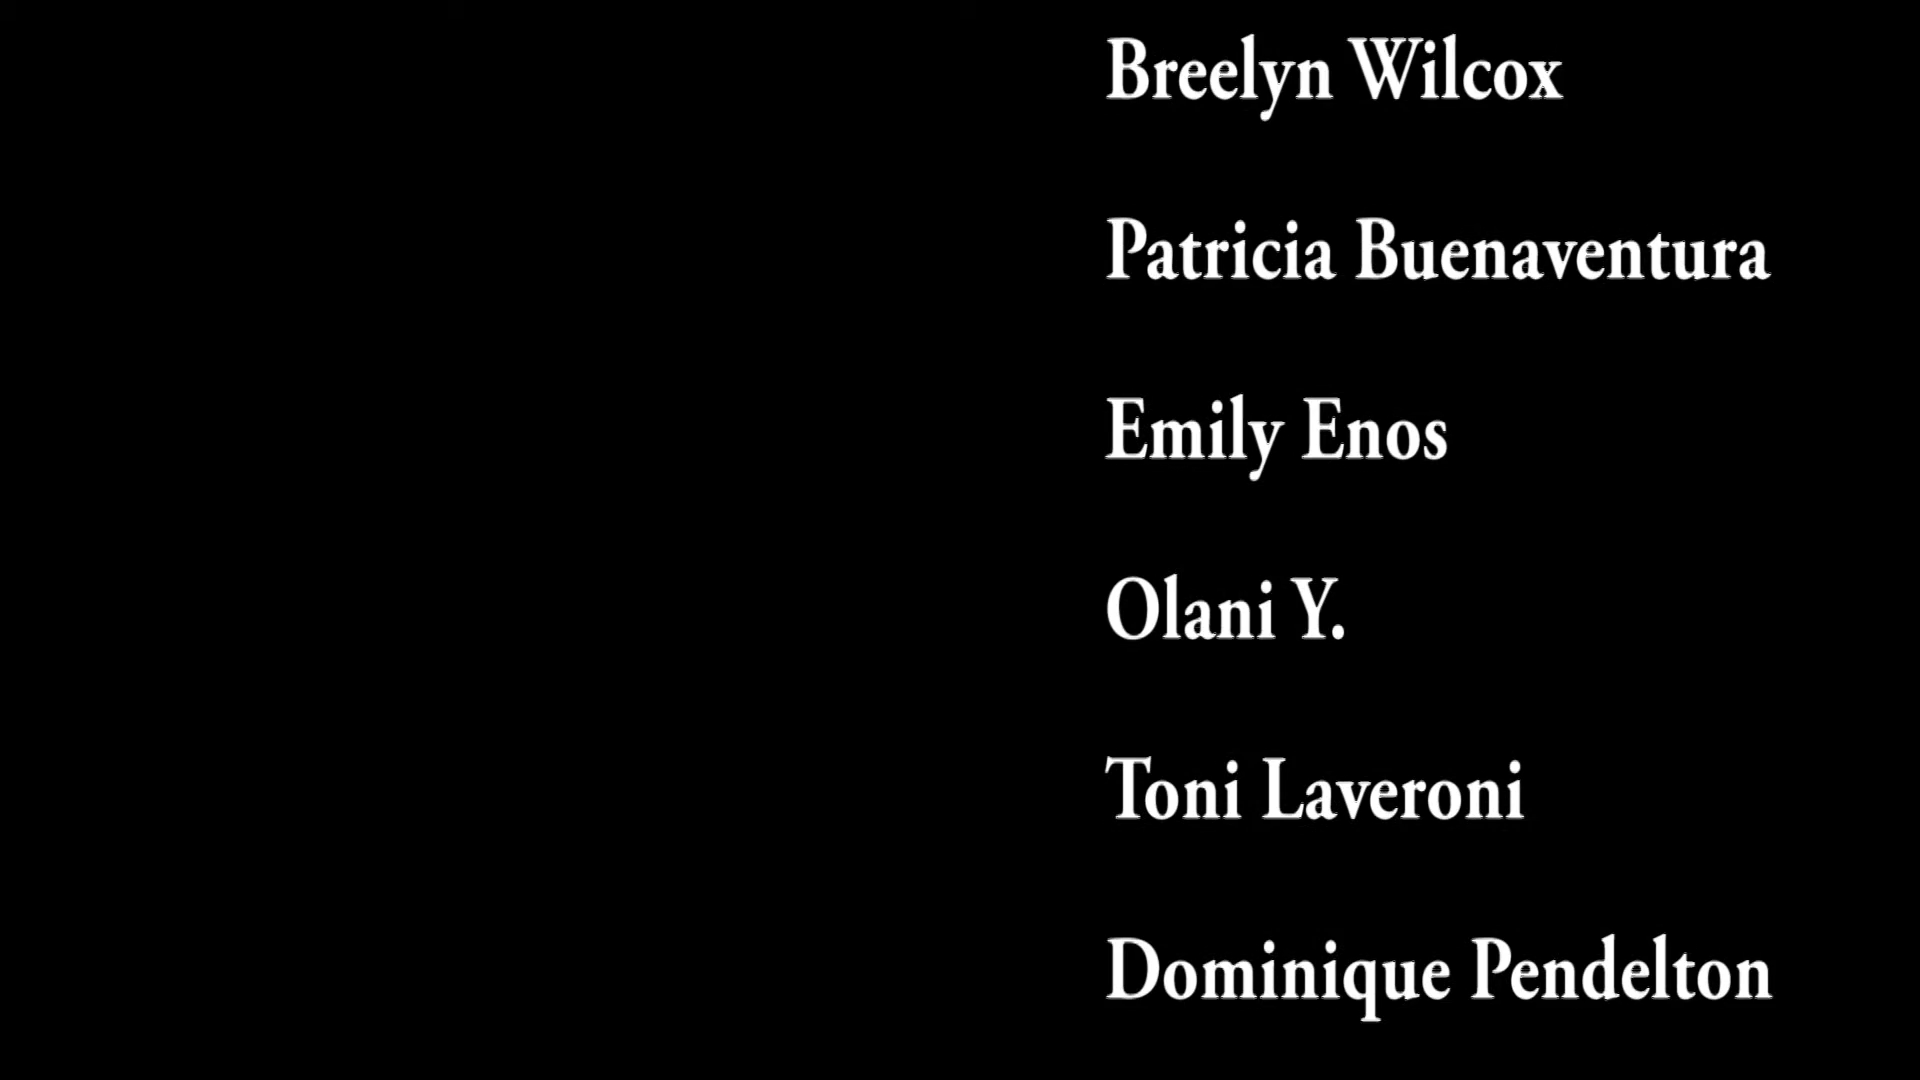 Breelyn Wilcox
Patricia Buenaventura
Emily Enos
Olani Y.
Toni Laveroni
Dominique Pendelton